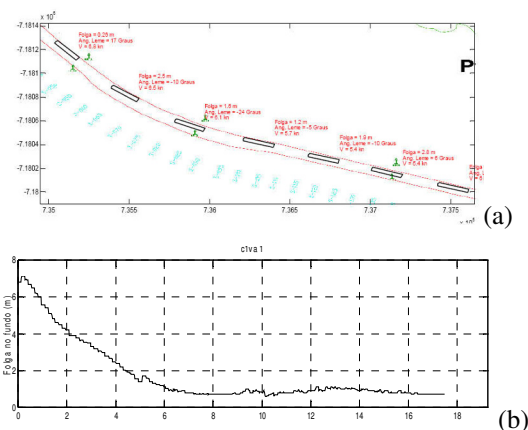 x 10⁶
-7.1814
-7.1812
-7.181
-7.1808
-7.1806
-7.1804
-7.1802
-7.18
7.35
7.355
7.36
7.365
7.37
7.375
Folga = 0.26 m
Ang. Leme = 17 Graus
Folga = 2.5 m
Ang. Leme = -10 Graus
V = 6.5 kn
Folga = 1.6 m
Ang. Leme = -24 Graus
V = 6.1 kn
Folga = 1.2 m
Ang. Leme = -5 Graus
V = 5.7 kn
Folga = 1.9 m
Ang. Leme = -10 Graus
V = 5.4 kn
Folga = 2.8 m
Ang. Leme = 6 Graus
V = 5.4 kn
Folga
Ang. L
P
(a)
c1va 1
Folga no fundo (m)
8
6
4
2
0
0 2 4 6 8 10 12 14 16 18
(b)